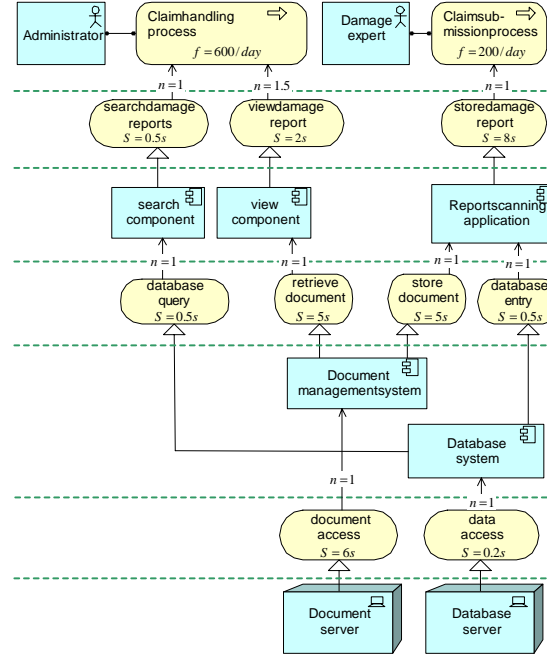 Administrator
Claimhandling
process
f = 600/ day
Damage
expert
Claimsub-
missionprocess
f = 200/ day
n = 1
n = 1.5
n = 1
searchdamage
reports
S = 0.5s
viewdamage
report
S = 2s
storedamage
report
S = 8s
search
component
view
component
Reportscanning
application
n = 1
n = 1
n = 1
n = 1
database
query
S = 0.5s
retrieve
document
S = 5s
store
document
S = 5s
database
entry
S = 0.5s
Document
managementsystem
Database
system
n = 1
n = 1
document
access
S = 6s
data
access
S = 0.2s
Document
server
Database
server